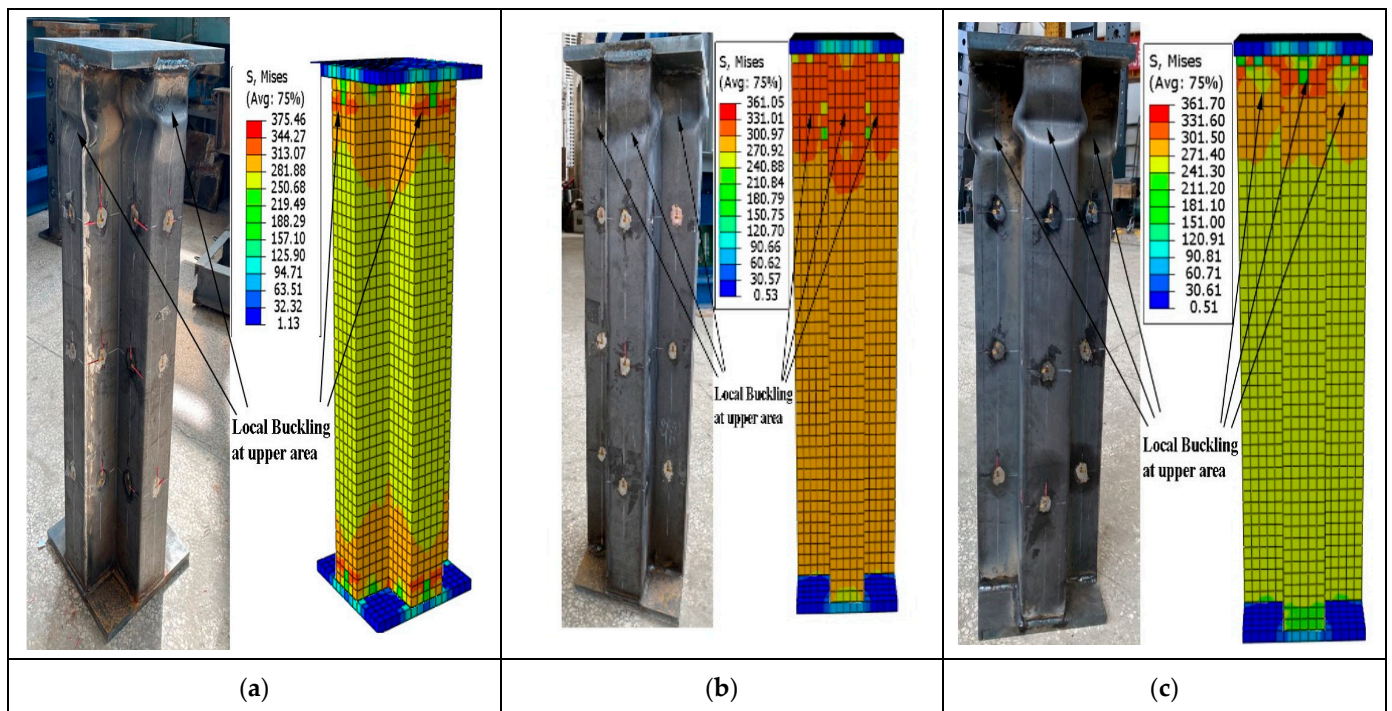 S, Mises
(Avg: 75%)
375.46
344.27
313.07
281.88
250.68
219.49
188.29
157.10
125.90
94.71
63.51
32.32
1.13
Local Buckling
at upper area
S, Mises
(Avg: 75%)
361.05
331.01
300.97
270.92
240.88
210.84
180.79
150.75
120.70
90.66
60.62
30.57
0.53
Local Buckling
at upper area
S, Mises
(Avg: 75%)
361.70
331.60
301.50
271.40
241.30
211.20
181.10
151.00
120.91
90.81
60.71
30.61
0.51
Local Buckling
at upper area
(a)
(b)
(c)